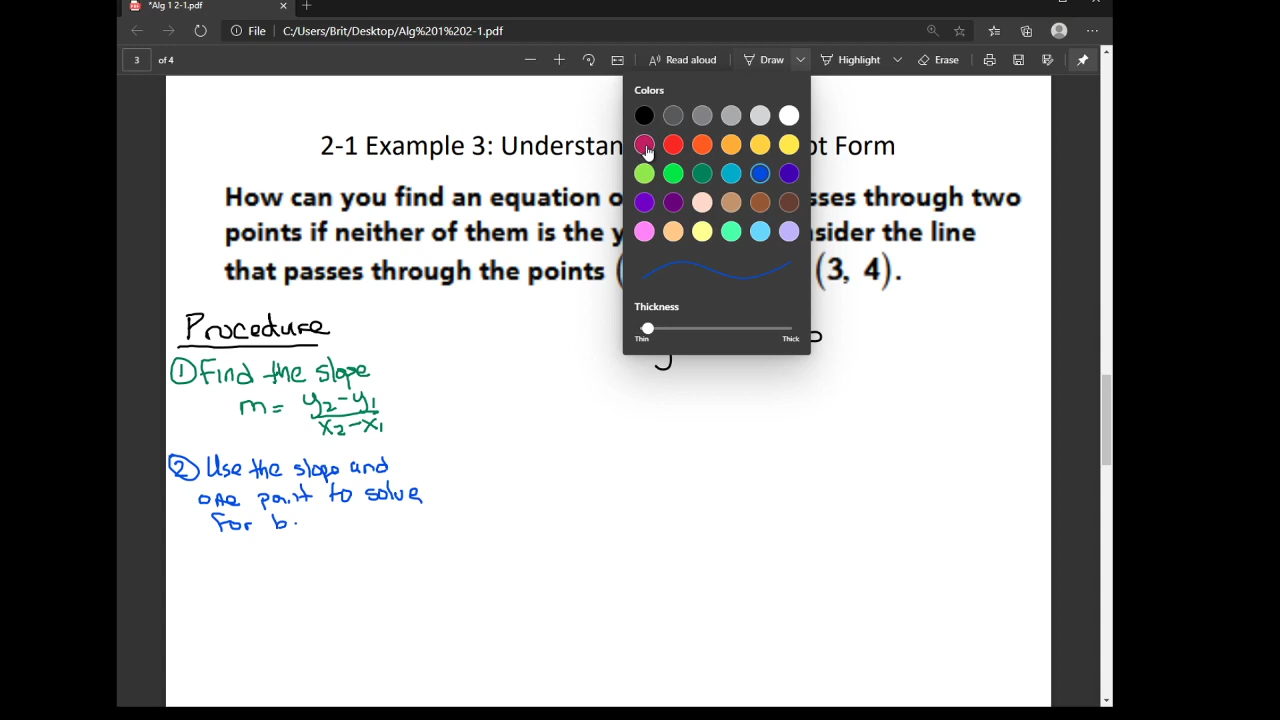 *Alg 1 2-1.pdf
File
C:/Users/Brit/Desktop/Alg%201%202-1.pdf
3 of 4
Read aloud
Draw
Highlight
Erase
Colors
2-1 Example 3: Understan pt Form
How can you find an equation o sses through two
points if neither of them is the y sider the line
that passes through the points ( (3, 4).
Thickness
Thin Thick
Procedure
① Find the slope
m = y₂-y₁
x₂-x₁
② Use the slope and
one point to solve
for b.